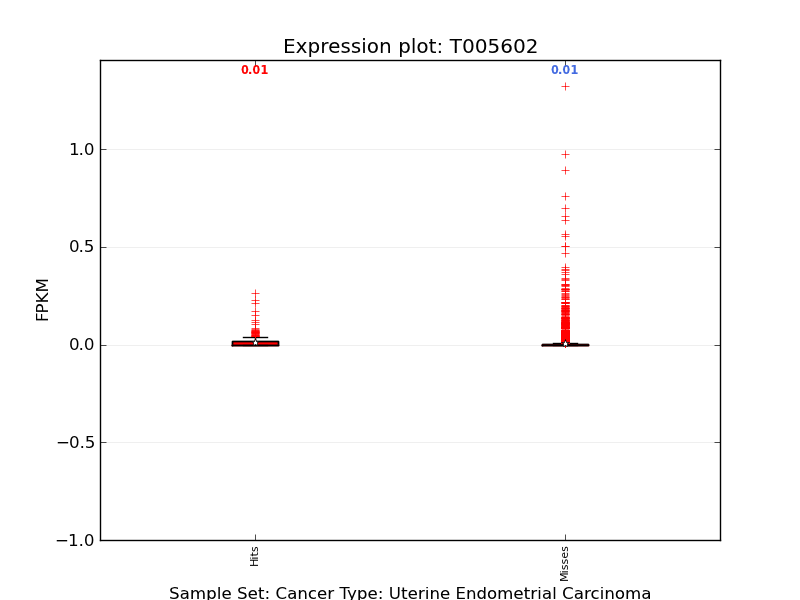 Expression plot: T005602
0.01
0.01
1.0
0.5
0.0
−0.5
−1.0
FPKM
Hits
Misses
Sample Set: Cancer Type: Uterine Endometrial Carcinoma